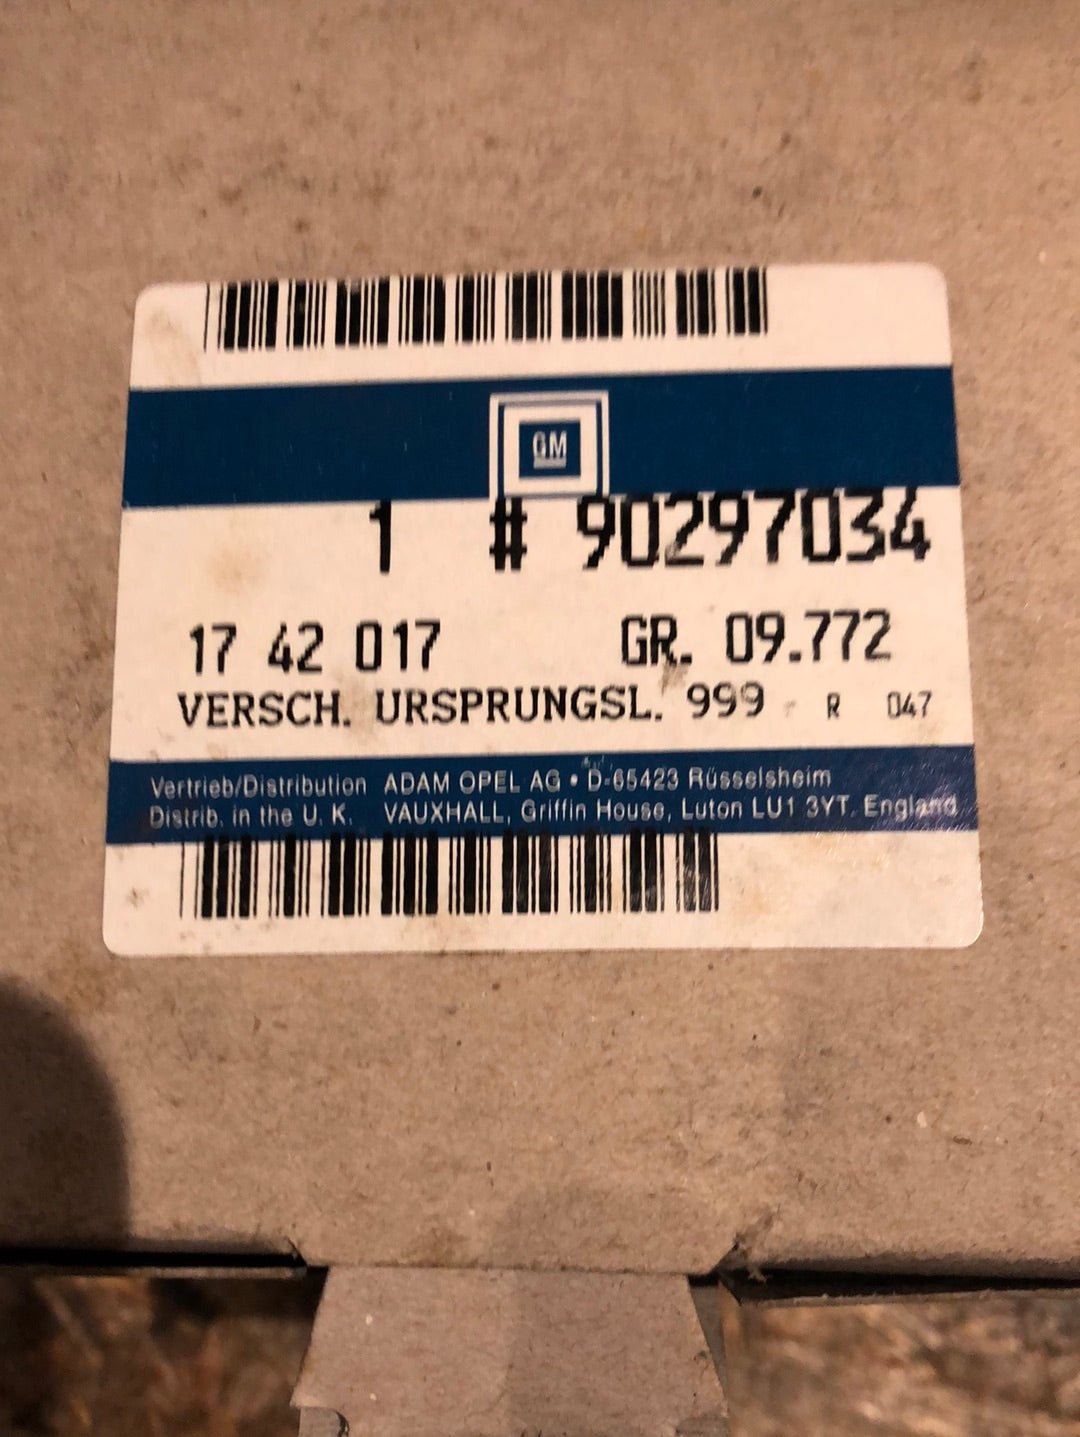 GM
1 # 90297034
17 42 017 GR. 09.772
VERSCH. URSPRUNGSL. 999 R 047
Vertrieb/Distribution ADAM OPEL AG • D-65423 Rüsselsheim
Distrib. in the U. K. VAUXHALL, Griffin House, Luton LU1 3YT. England